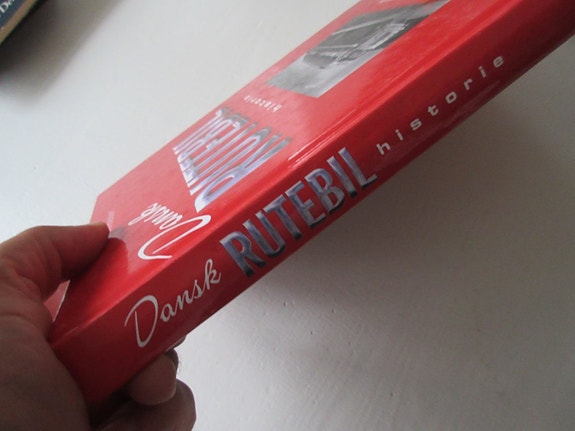 Dansk RUTEBIL historie
Dansk
RUTEBIL
historie